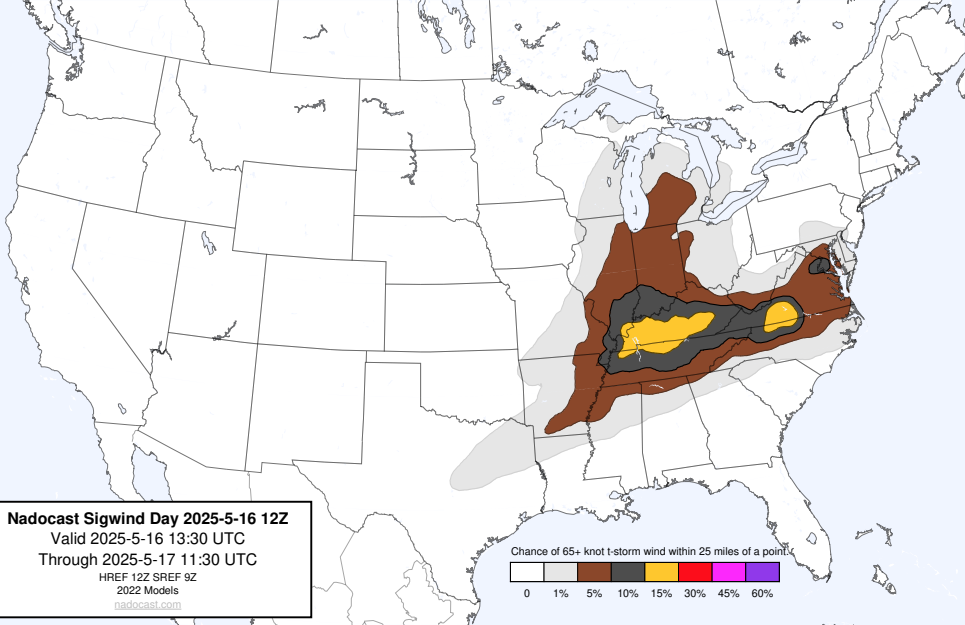 Nadocast Sigwind Day 2025-5-16 12Z
Valid 2025-5-16 13:30 UTC
Through 2025-5-17 11:30 UTC
HREF 12Z SREF 9Z
2022 Models
nadocast.com
Chance of 65+ knot t-storm wind within 25 miles of a point.
0 1% 5% 10% 15% 30% 45% 60%